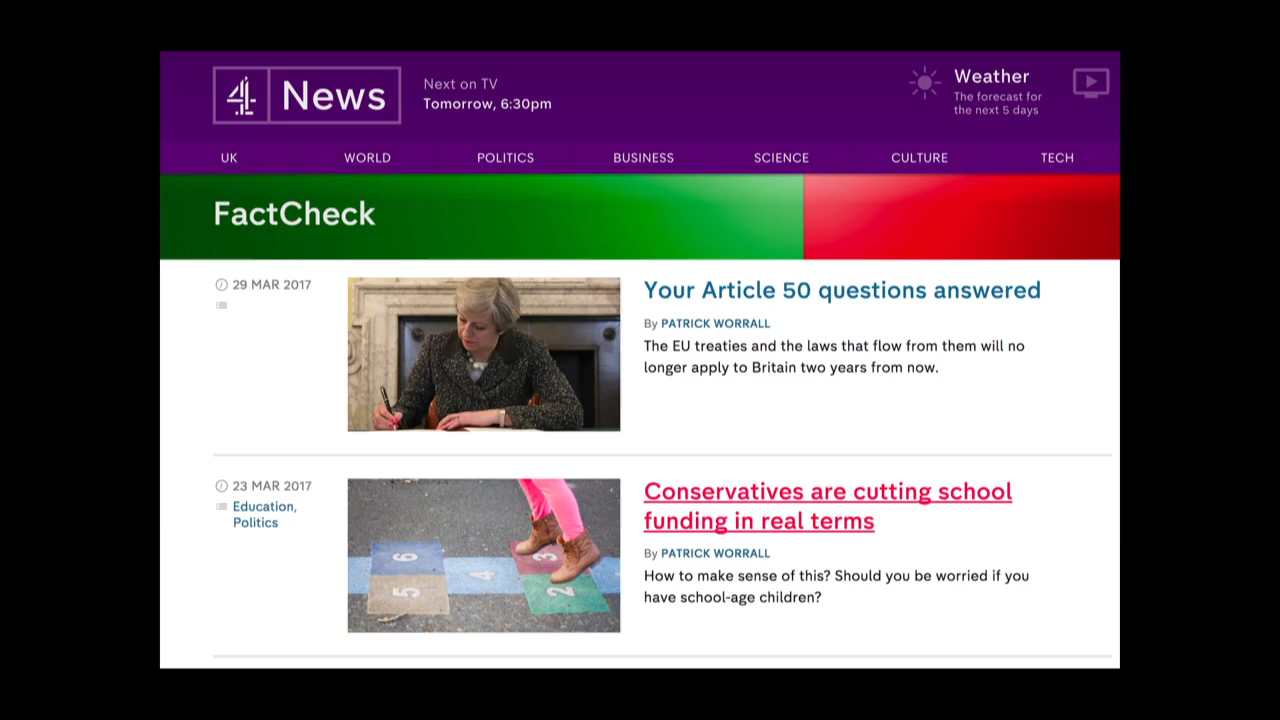 4 News
Next on TV
Tomorrow, 6:30pm
Weather
The forecast for
the next 5 days
UK WORLD POLITICS BUSINESS SCIENCE CULTURE TECH
FactCheck
29 MAR 2017
Your Article 50 questions answered
By PATRICK WORRALL
The EU treaties and the laws that flow from them will no
longer apply to Britain two years from now.
23 MAR 2017
Education,
Politics
6
5
4
3
2
Conservatives are cutting school
funding in real terms
By PATRICK WORRALL
How to make sense of this? Should you be worried if you
have school-age children?